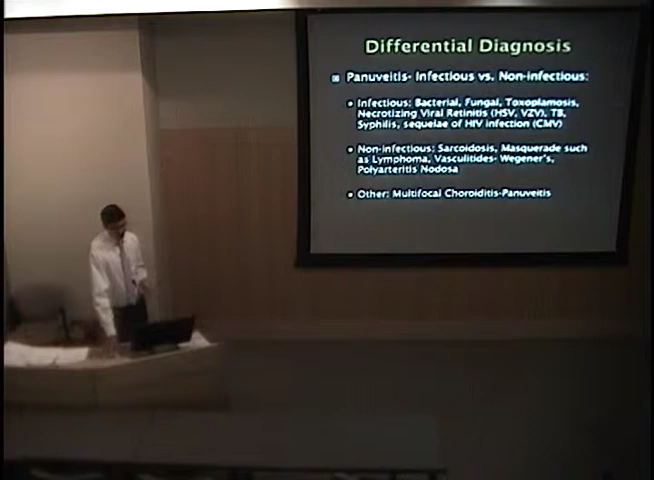 Differential Diagnosis
Panuveitis- Infectious vs. Non-infectious:
• Infectious: Bacterial, Fungal, Toxoplamosis,
Necrotizing Viral Retinitis (HSV, VZV), TB,
Syphilis, sequelae of HIV infection (CMV)
• Non-infectious: Sarcoidosis, Masquerade such
as Lymphoma, Vasculitides- Wegener's,
Polyarteritis Nodosa
• Other: Multifocal Choroiditis-Panuveitis